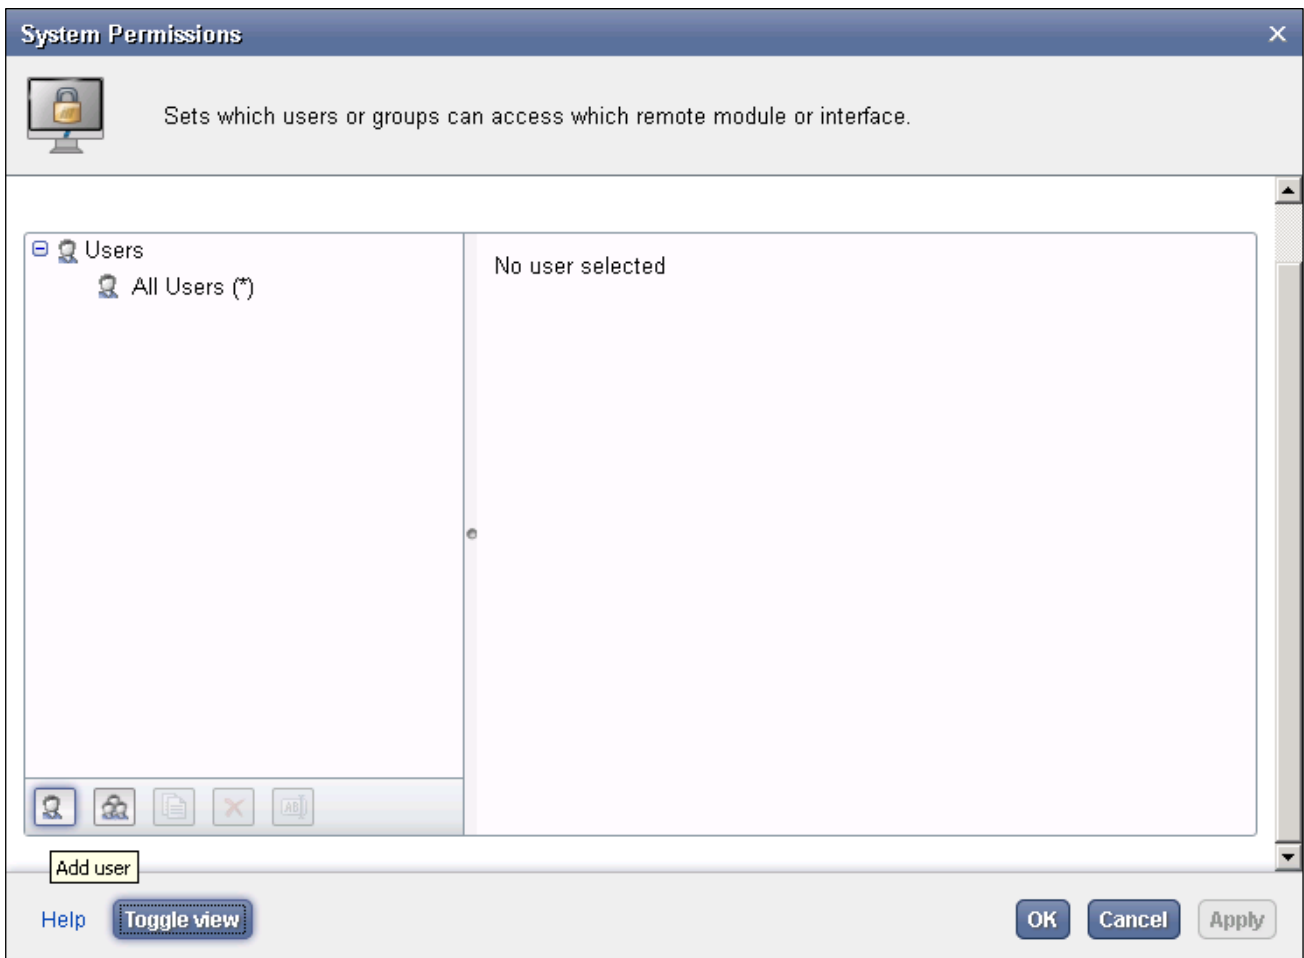 System Permissions
Sets which users or groups can access which remote module or interface.
Users
All Users (*)
No user selected
AB
Add user
Help
Toggle view
OK
Cancel
Apply